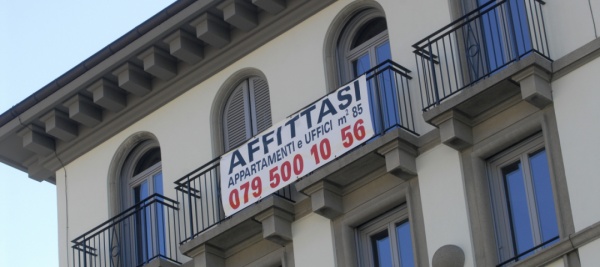 AFFITTASI
APPARTAMENTI e UFFICI m² 85
079 500 10 56